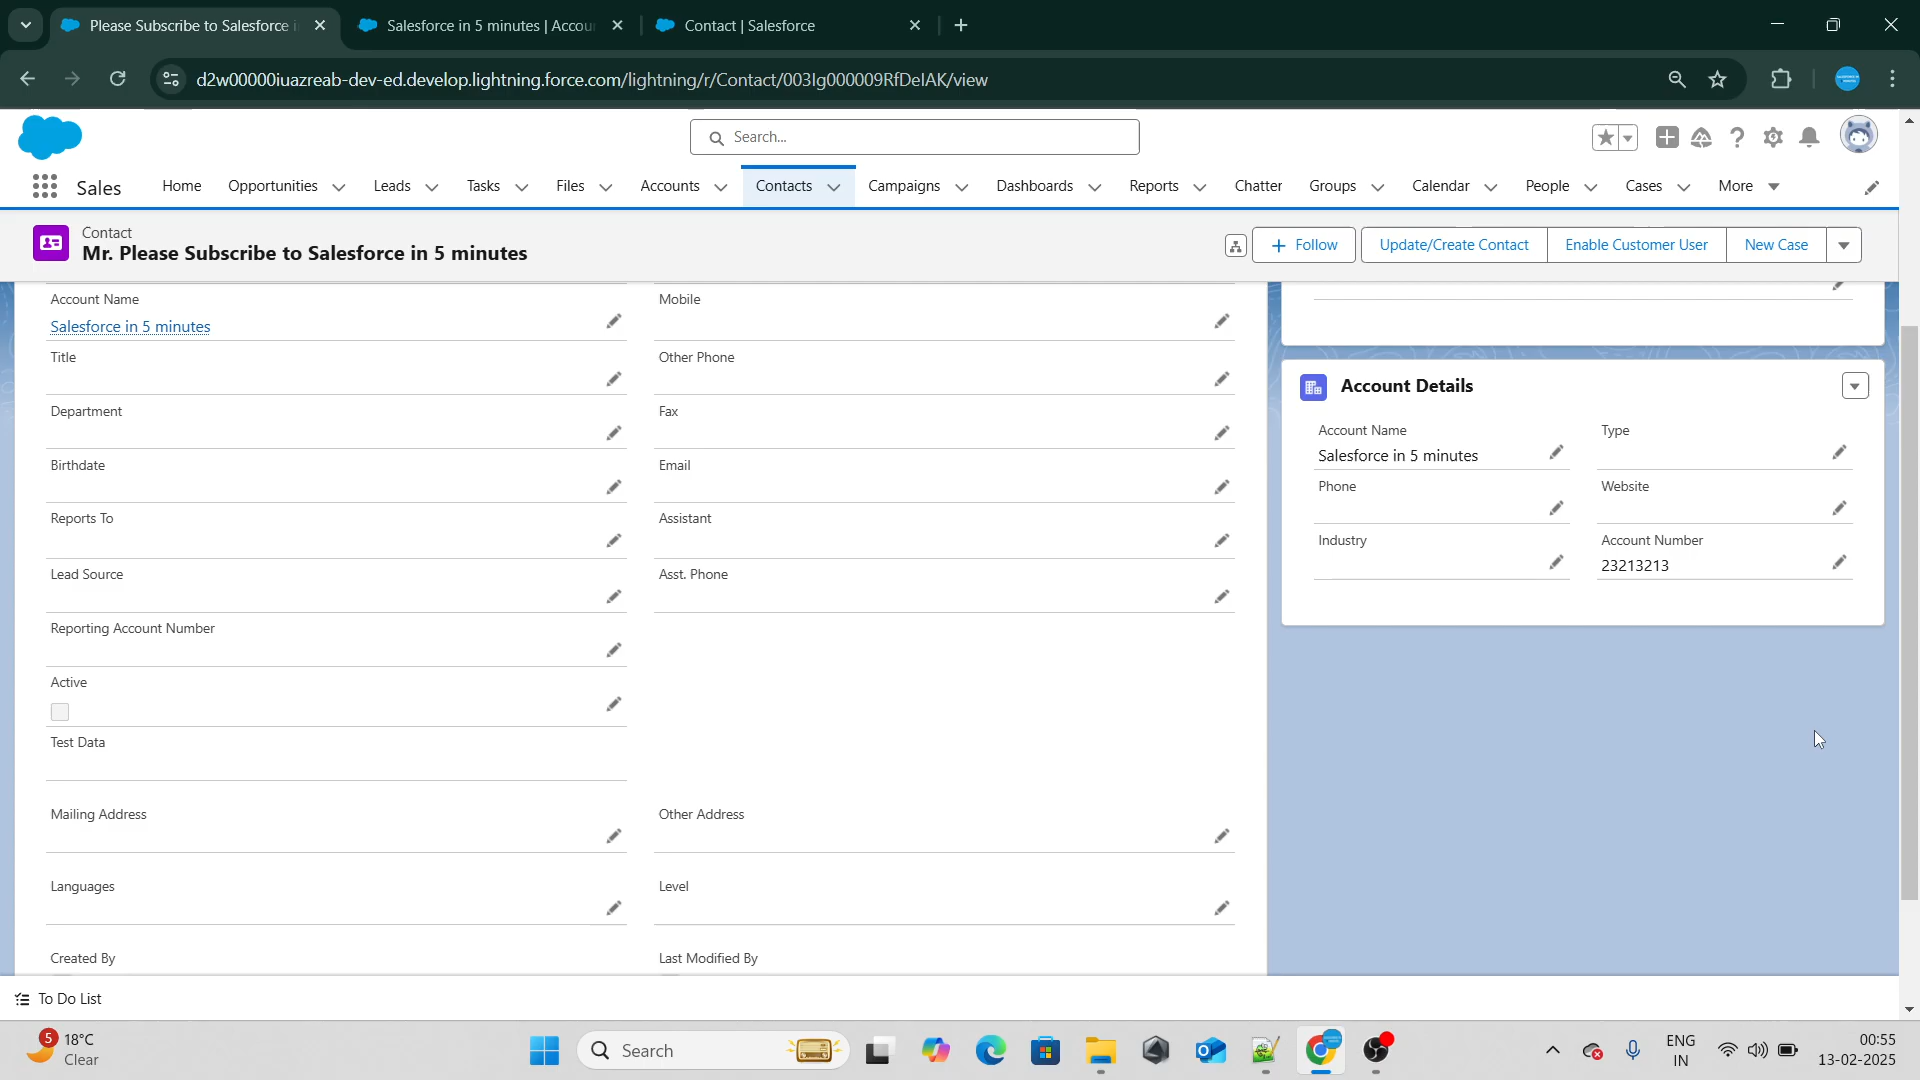 Please Subscribe to Salesforce i
Salesforce in 5 minutes | Accou
Contact | Salesforce
d2w00000iuazreab-dev-ed.develop.lightning.force.com/lightning/r/Contact/003Ig000009RfDeIAK/view
Search...
Sales
Home
Opportunities
Leads
Tasks
Files
Accounts
Contacts
Campaigns
Dashboards
Reports
Chatter
Groups
Calendar
People
Cases
More
Contact
Mr. Please Subscribe to Salesforce in 5 minutes
Follow
Update/Create Contact
Enable Customer User
New Case
Account Name
Salesforce in 5 minutes
Mobile
Title
Other Phone
Department
Fax
Birthdate
Email
Reports To
Assistant
Lead Source
Asst. Phone
Reporting Account Number
Active
Test Data
Mailing Address
Other Address
Languages
Level
Created By
Last Modified By
Account Details
Account Name
Salesforce in 5 minutes
Type
Phone
Website
Industry
Account Number
23213213
To Do List
5
18°C
Clear
Search
ENG
IN
00:55
13-02-2025